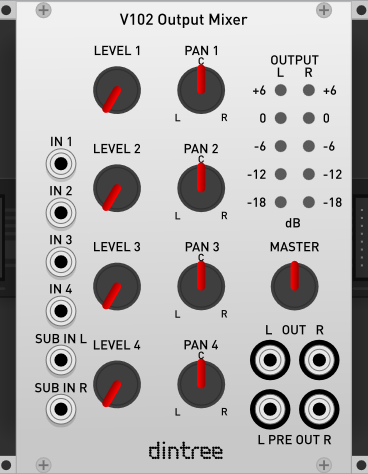 V102 Output Mixer
LEVEL 1 PAN 1
C
L R
OUTPUT
L R
+6 +6
0 0
-6 -6
-12 -12
-18 -18
dB
IN 1
IN 2
IN 3
IN 4
SUB IN L
SUB IN R
LEVEL 2 PAN 2
C
L R
LEVEL 3 PAN 3
C
L R
LEVEL 4 PAN 4
C
L R
MASTER
L OUT R
L PRE OUT R
dintree